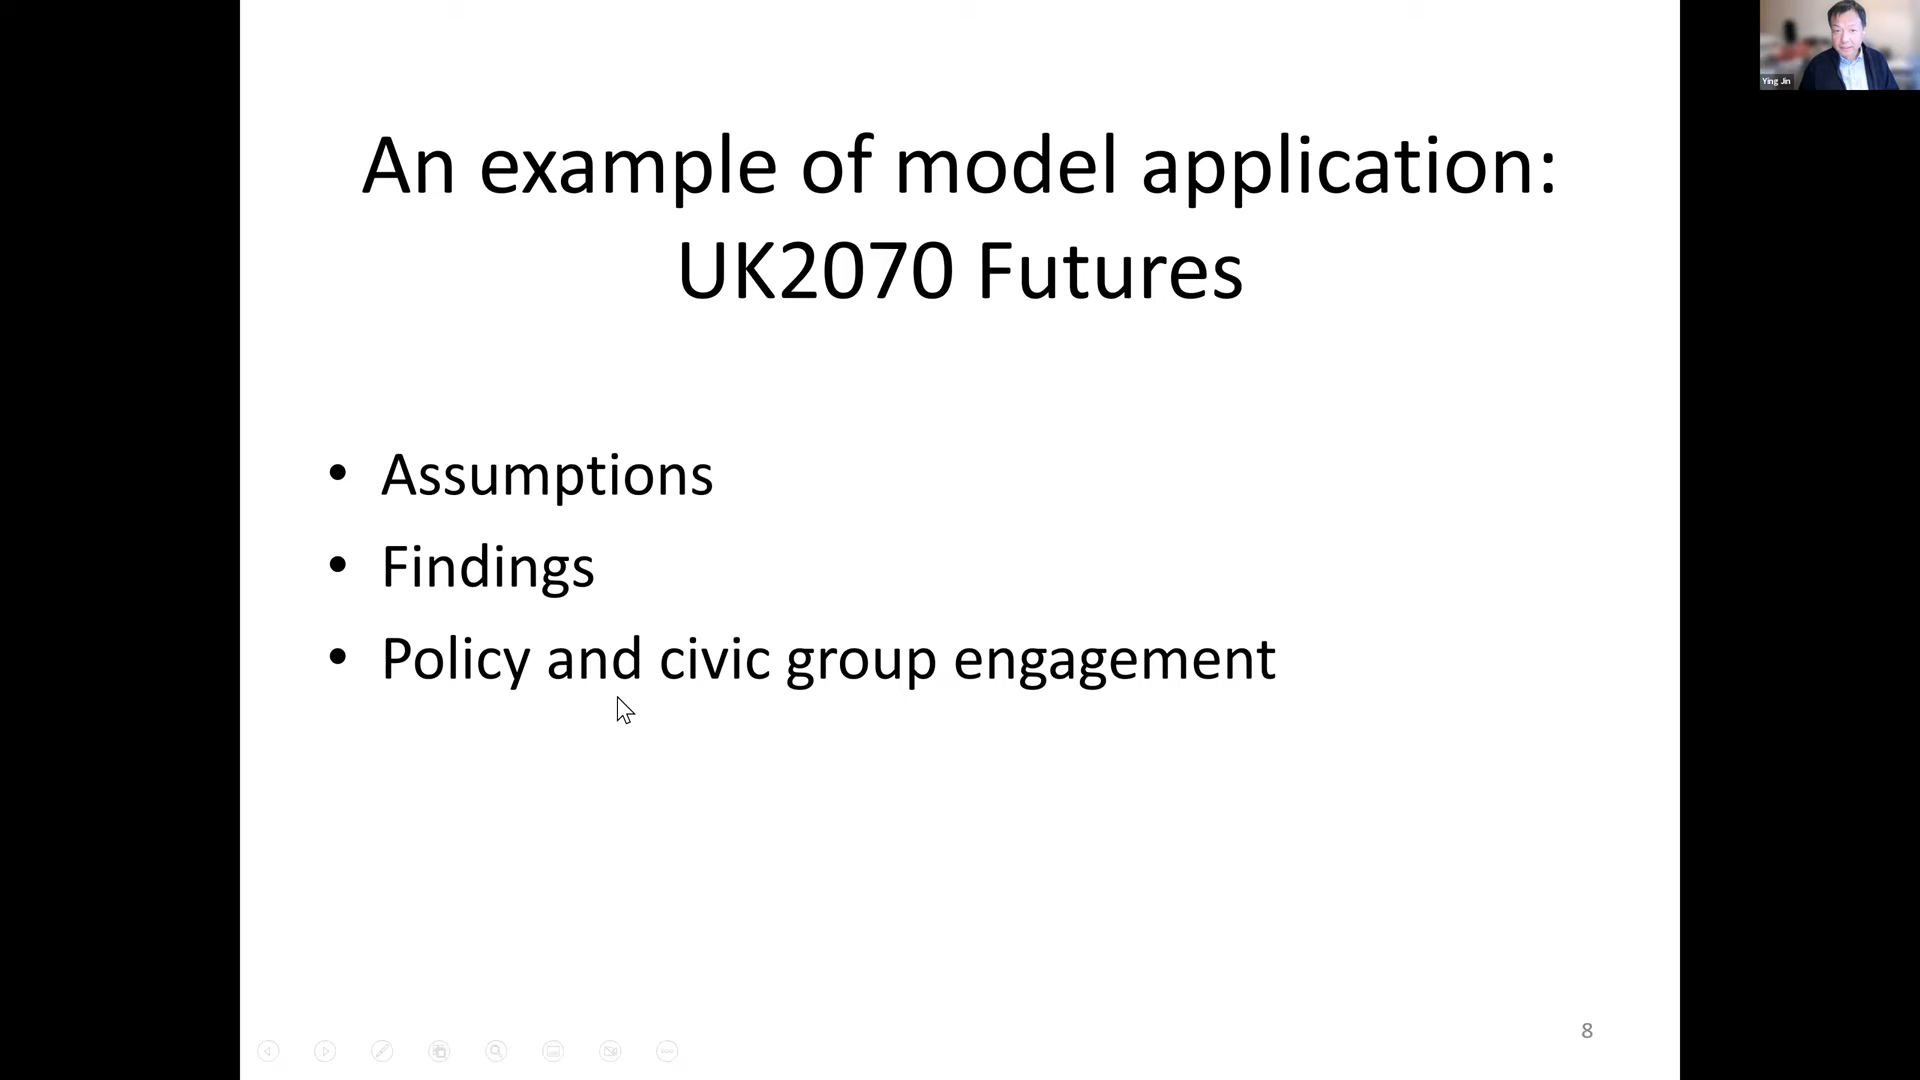 Ying Jin
An example of model application:
UK2070 Futures
• Assumptions
• Findings
• Policy and civic group engagement
8